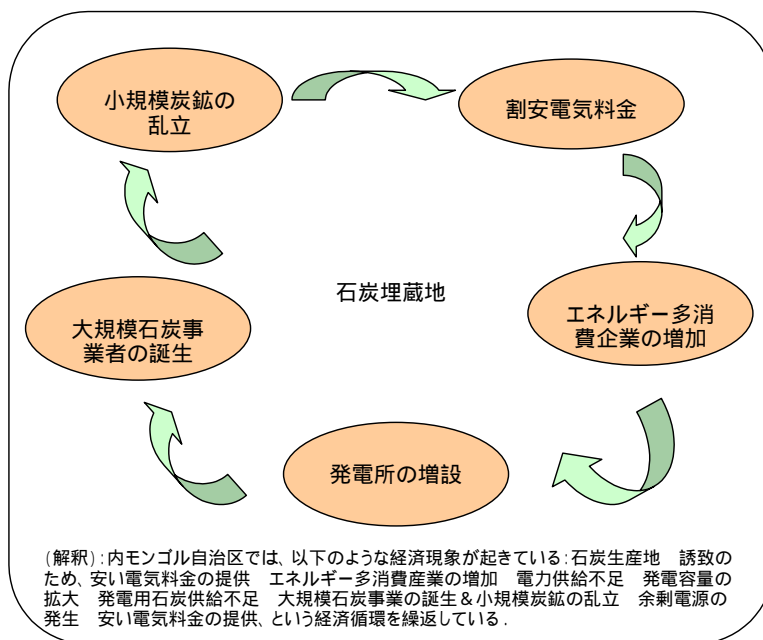 小規模炭鉱の
乱立
割安電気料金
石炭埋蔵地
エネルギー多消
費企業の増加
大規模石炭事
業者の誕生
発電所の増設
(解釈):内モンゴル自治区では、以下のような経済現象が起きている:石炭生産地 誘致の
ため、安い電気料金の提供 エネルギー多消費産業の増加 電力供給不足 発電容量の
拡大 発電用石炭供給不足 大規模石炭事業の誕生&小規模炭鉱の乱立 余剰電源の
発生 安い電気料金の提供、という経済循環を繰返している.